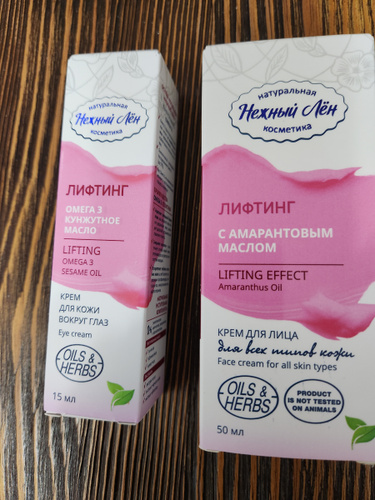 натуральная
Нежный Лён
косметика
ЛИФТИНГ
ОМЕГА 3
КУНЖУТНОЕ
МАСЛО
LIFTING
OMEGA 3
SESAME OIL
КРЕМ
ДЛЯ КОЖИ
ВОКРУГ ГЛАЗ
Eye cream
OILS &
HERBS
15 мл
натуральная
Нежный Лён
косметика
ЛИФТИНГ
С АМАРАНТОВЫМ
МАСЛОМ
LIFTING EFFECT
Amaranthus Oil
КРЕМ ДЛЯ ЛИЦА
для всех типов кожи
Face cream for all skin types
OILS &
HERBS
PRODUCT
IS NOT TESTED
ON ANIMALS
50 мл